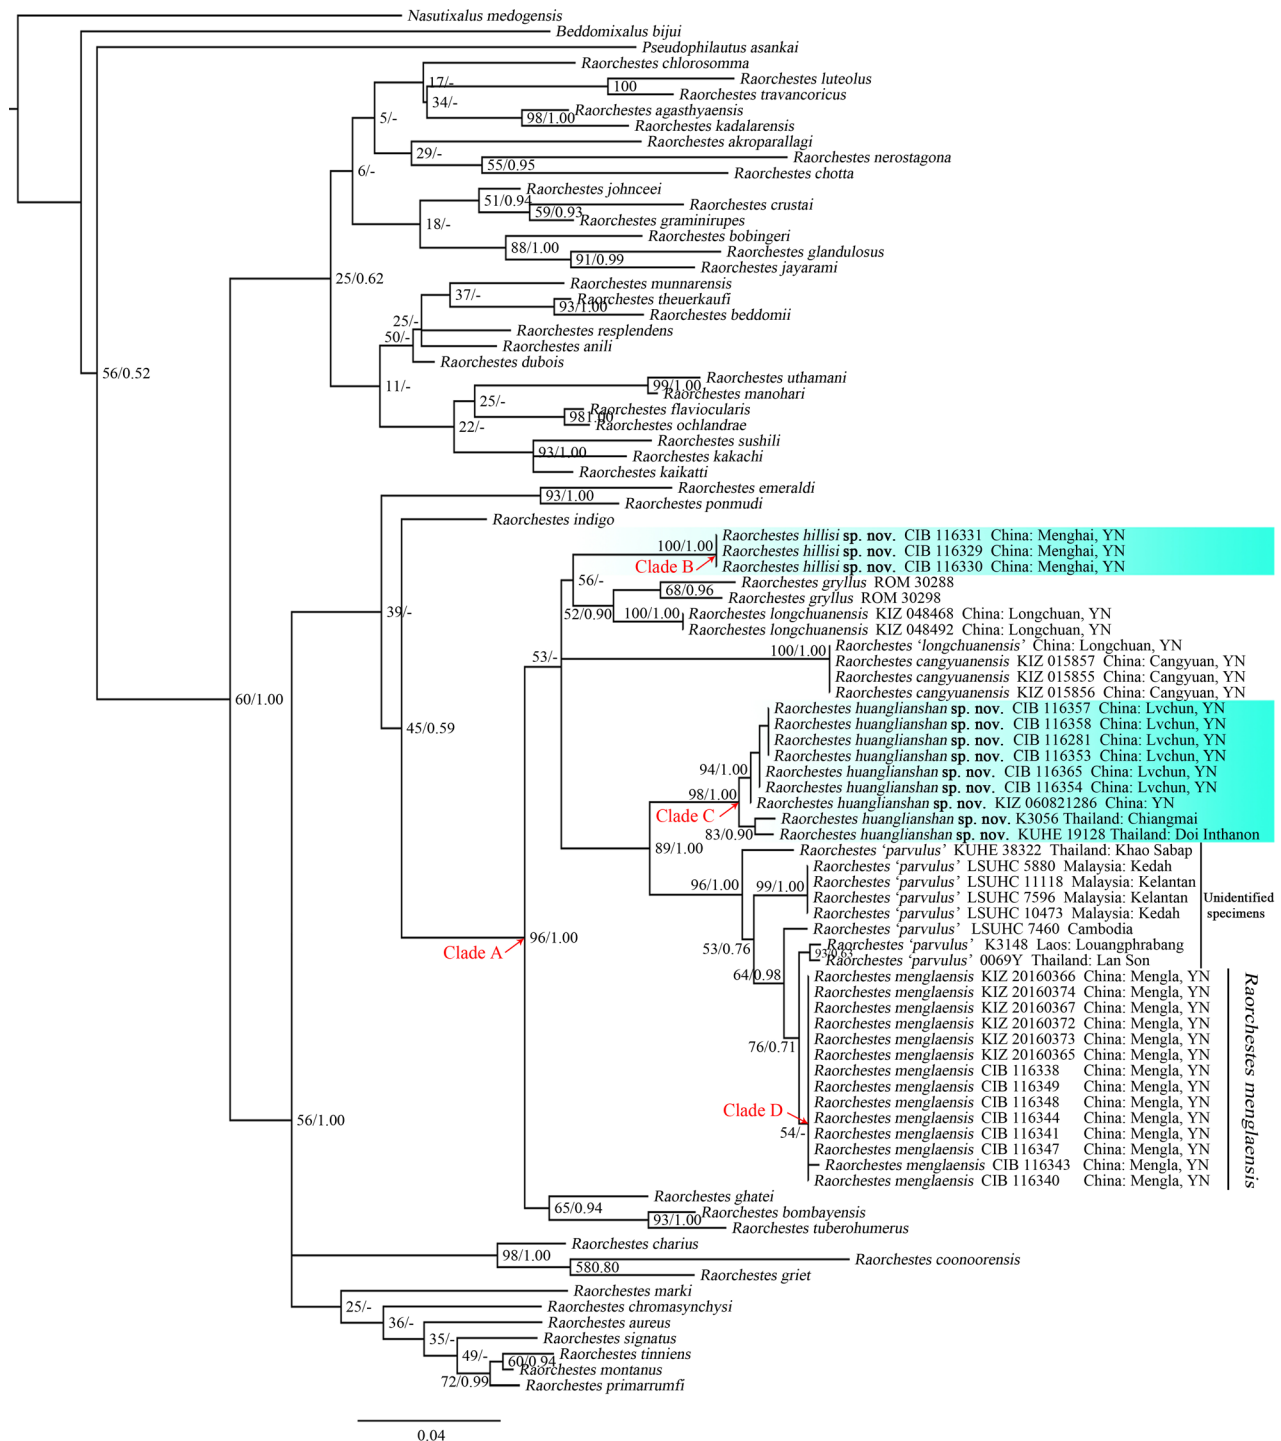 Nasutixalus medogensis
Beddomixalus bijui
Pseudophilautus asankai
Raorchestes chlorosomma
17/-
Raorchestes luteolus
100
Raorchestes travancoricus
34/-
Raorchestes agasthyaensis
98/1.00
5/-
Raorchestes kadalarensis
Raorchestes akroparallagi
29/-
Raorchestes nerostagona
55/0.95
6/-
Raorchestes chotta
Raorchestes johnceei
51/0.94
Raorchestes crustai
59/0.93
Raorchestes graminirupes
18/-
Raorchestes bobingeri
88/1.00
Raorchestes glandulosus
91/0.99
Raorchestes jayarami
25/0.62
Raorchestes munnarensis
37/-
Raorchestes theuerkaufi
93/1.00
Raorchestes beddomii
25/-
Raorchestes resplendens
50/-
Raorchestes anili
Raorchestes dubois
56/0.52
11/-
Raorchestes uthamani
99/1.00
Raorchestes manohari
25/-
Raorchestes flaviocularis
981.00
Raorchestes ochlandrae
22/-
Raorchestes sushili
93/1.00
Raorchestes kakachi
Raorchestes kaikatti
Raorchestes emeraldi
93/1.00
Raorchestes ponmudi
Raorchestes indigo
Raorchestes hillisi sp. nov. CIB 116331 China: Menghai, YN
100/1.00
Raorchestes hillisi sp. nov. CIB 116329 China: Menghai, YN
Clade B
Raorchestes hillisi sp. nov. CIB 116330 China: Menghai, YN
56/-
Raorchestes gryllus ROM 30288
68/0.96
Raorchestes gryllus ROM 30298
39/-
52/0.90
100/1.00
Raorchestes longchuanensis KIZ 048468 China: Longchuan, YN
Raorchestes longchuanensis KIZ 048492 China: Longchuan, YN
Raorchestes ‘longchuanensis’ China: Longchuan, YN
100/1.00
53/-
Raorchestes cangyuanensis KIZ 015857 China: Cangyuan, YN
Raorchestes cangyuanensis KIZ 015855 China: Cangyuan, YN
Raorchestes cangyuanensis KIZ 015856 China: Cangyuan, YN
60/1.00
Raorchestes huanglianshan sp. nov. CIB 116357 China: Lvchun, YN
Raorchestes huanglianshan sp. nov. CIB 116358 China: Lvchun, YN
45/0.59
Raorchestes huanglianshan sp. nov. CIB 116281 China: Lvchun, YN
Raorchestes huanglianshan sp. nov. CIB 116353 China: Lvchun, YN
94/1.00
Raorchestes huanglianshan sp. nov. CIB 116365 China: Lvchun, YN
Raorchestes huanglianshan sp. nov. CIB 116354 China: Lvchun, YN
98/1.00
Raorchestes huanglianshan sp. nov. KIZ 060821286 China: YN
Clade C
Raorchestes huanglianshan sp. nov. K3056 Thailand: Chiangmai
83/0.90
Raorchestes huanglianshan sp. nov. KUHE 19128 Thailand: Doi Inthanon
89/1.00
Raorchestes ‘parvulus’ KUHE 38322 Thailand: Khao Sabap
Raorchestes ‘parvulus’ LSUHC 5880 Malaysia: Kedah
96/1.00
99/1.00
Raorchestes ‘parvulus’ LSUHC 11118 Malaysia: Kelantan
Raorchestes ‘parvulus’ LSUHC 7596 Malaysia: Kelantan
Unidentified
specimens
Raorchestes ‘parvulus’ LSUHC 10473 Malaysia: Kedah
Raorchestes ‘parvulus’ LSUHC 7460 Cambodia
96/1.00
Clade A
53/0.76
Raorchestes ‘parvulus’ K3148 Laos: Louangphrabang
93/0.63
Raorchestes ‘parvulus’ 0069Y Thailand: Lan Son
64/0.98
Raorchestes menglaensis KIZ 20160366 China: Mengla, YN
Raorchestes menglaensis KIZ 20160374 China: Mengla, YN
Raorchestes menglaensis KIZ 20160367 China: Mengla, YN
Raorchestes menglaensis KIZ 20160372 China: Mengla, YN
Raorchestes menglaensis KIZ 20160373 China: Mengla, YN
76/0.71
Raorchestes menglaensis KIZ 20160365 China: Mengla, YN
Raorchestes menglaensis CIB 116338 China: Mengla, YN
Raorchestes menglaensis CIB 116349 China: Mengla, YN
Raorchestes menglaensis CIB 116348 China: Mengla, YN
Clade D
Raorchestes menglaensis CIB 116344 China: Mengla, YN
54/-
Raorchestes menglaensis CIB 116341 China: Mengla, YN
Raorchestes menglaensis CIB 116347 China: Mengla, YN
Raorchestes menglaensis CIB 116343 China: Mengla, YN
Raorchestes menglaensis CIB 116340 China: Mengla, YN
Raorchestes menglaensis
56/1.00
Raorchestes ghatei
65/0.94
Raorchestes bombayensis
93/1.00
Raorchestes tuberohumerus
Raorchestes charius
98/1.00
Raorchestes coonoorensis
580.80
Raorchestes griet
Raorchestes marki
25/-
Raorchestes chromasynchysi
36/-
Raorchestes aureus
35/-
Raorchestes signatus
49/-
Raorchestes tinniens
60/0.94
Raorchestes montanus
72/0.99
Raorchestes primarrumfi
0.04